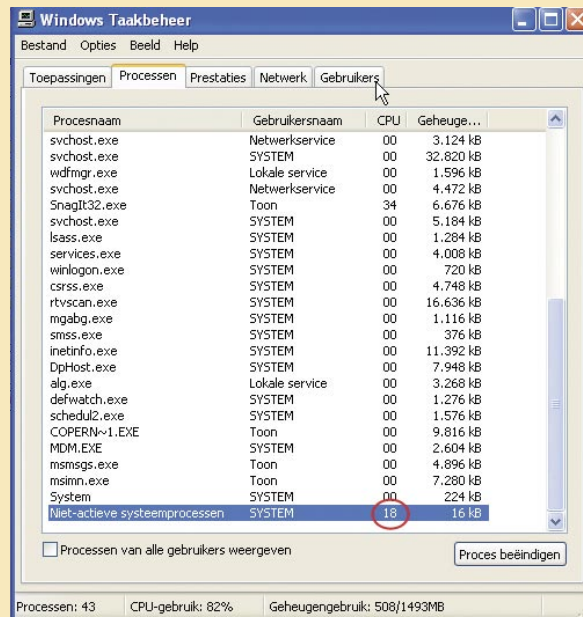 Windows Taakbeheer
Bestand Opties Beeld Help
Toepassingen Processen Prestaties Netwerk Gebruikers
Procesnaam Gebruikersnaam CPU Geheuge...
svchost.exe Netwerkservice 00 3.124 kB
svchost.exe SYSTEM 00 32.820 kB
wdfmgr.exe Lokale service 00 1.596 kB
svchost.exe Netwerkservice 00 4.472 kB
SnagIt32.exe Toon 34 6.676 kB
svchost.exe SYSTEM 00 5.184 kB
lsass.exe SYSTEM 00 1.284 kB
services.exe SYSTEM 00 4.008 kB
winlogon.exe SYSTEM 00 720 kB
csrss.exe SYSTEM 00 4.748 kB
rtvscan.exe SYSTEM 00 16.636 kB
mgabg.exe SYSTEM 00 1.116 kB
smss.exe SYSTEM 00 376 kB
inetinfo.exe SYSTEM 00 11.392 kB
DpHost.exe SYSTEM 00 7.948 kB
alg.exe Lokale service 00 3.268 kB
defwatch.exe SYSTEM 00 1.276 kB
schedul2.exe SYSTEM 00 1.576 kB
COPERN~1.EXE Toon 00 9.816 kB
MDM.EXE SYSTEM 00 2.604 kB
msmsgs.exe Toon 00 4.896 kB
msimn.exe Toon 00 7.280 kB
System SYSTEM 00 224 kB
Niet-actieve systeemprocessen SYSTEM 18 16 kB
Processen van alle gebruikers weergeven Proces beëindigen
Processen: 43 CPU-gebruik: 82% Geheugengebruik: 508/1493MB